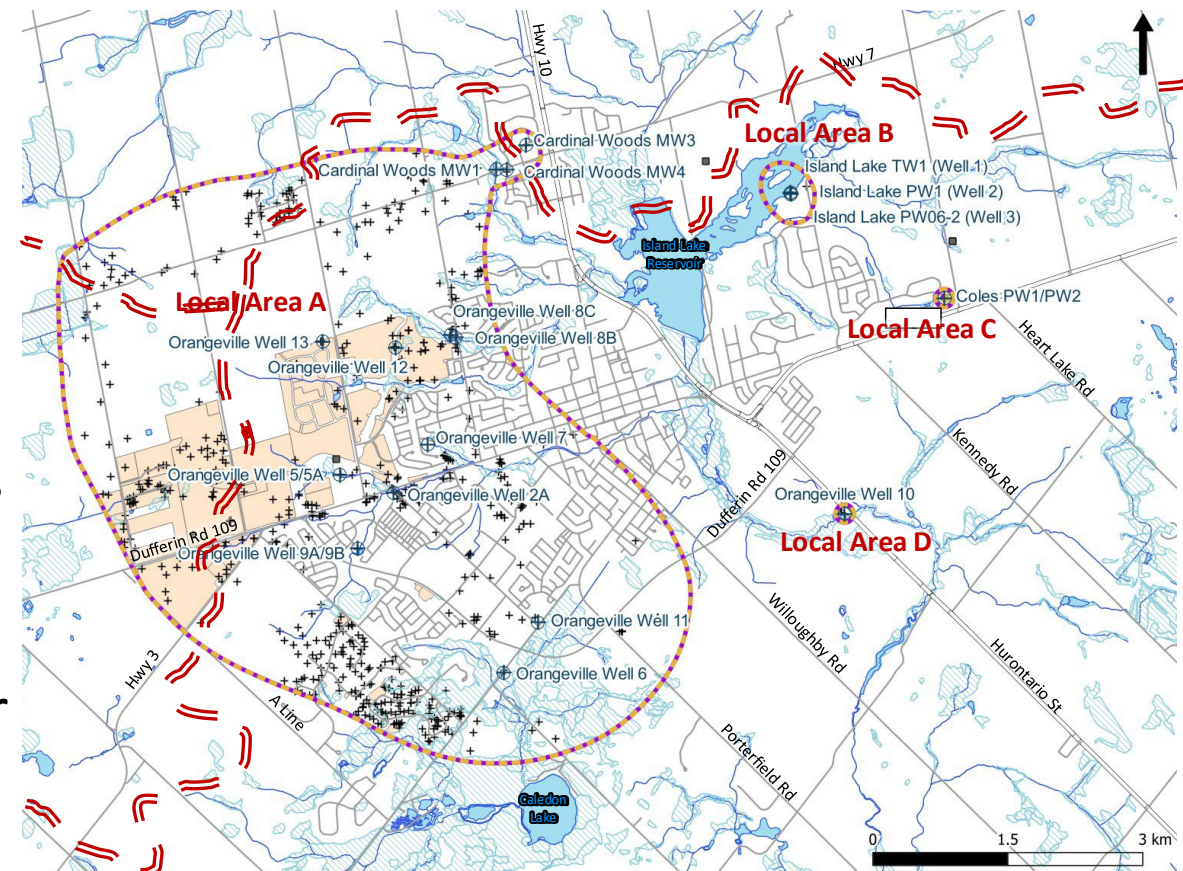 Hwy 10
Hwy 7
Local Area B
Cardinal Woods MW3
Cardinal Woods MW1
Cardinal Woods MW4
Island Lake TW1 (Well 1)
Island Lake PW1 (Well 2)
Island Lake PW06-2 (Well 3)
Island Lake
Reservoir
Local Area A
Coles PW1/PW2
Local Area C
Orangeville Well 8C
Orangeville Well 8B
Orangeville Well 13
Orangeville Well 12
Heart Lake Rd
Orangeville Well 7
Kennedy Rd
Orangeville Well 5/5A
Orangeville Well 2A
Orangeville Well 10
Dufferin Rd 109
Dufferin Rd 109
Local Area D
Orangeville Well 9A/9B
Orangeville Well 11
Willoughby Rd
Orangeville Well 6
Hwy 3
Hurontario St
A Line
Porterfield Rd
Caledon
Lake
0
1.5
3 km